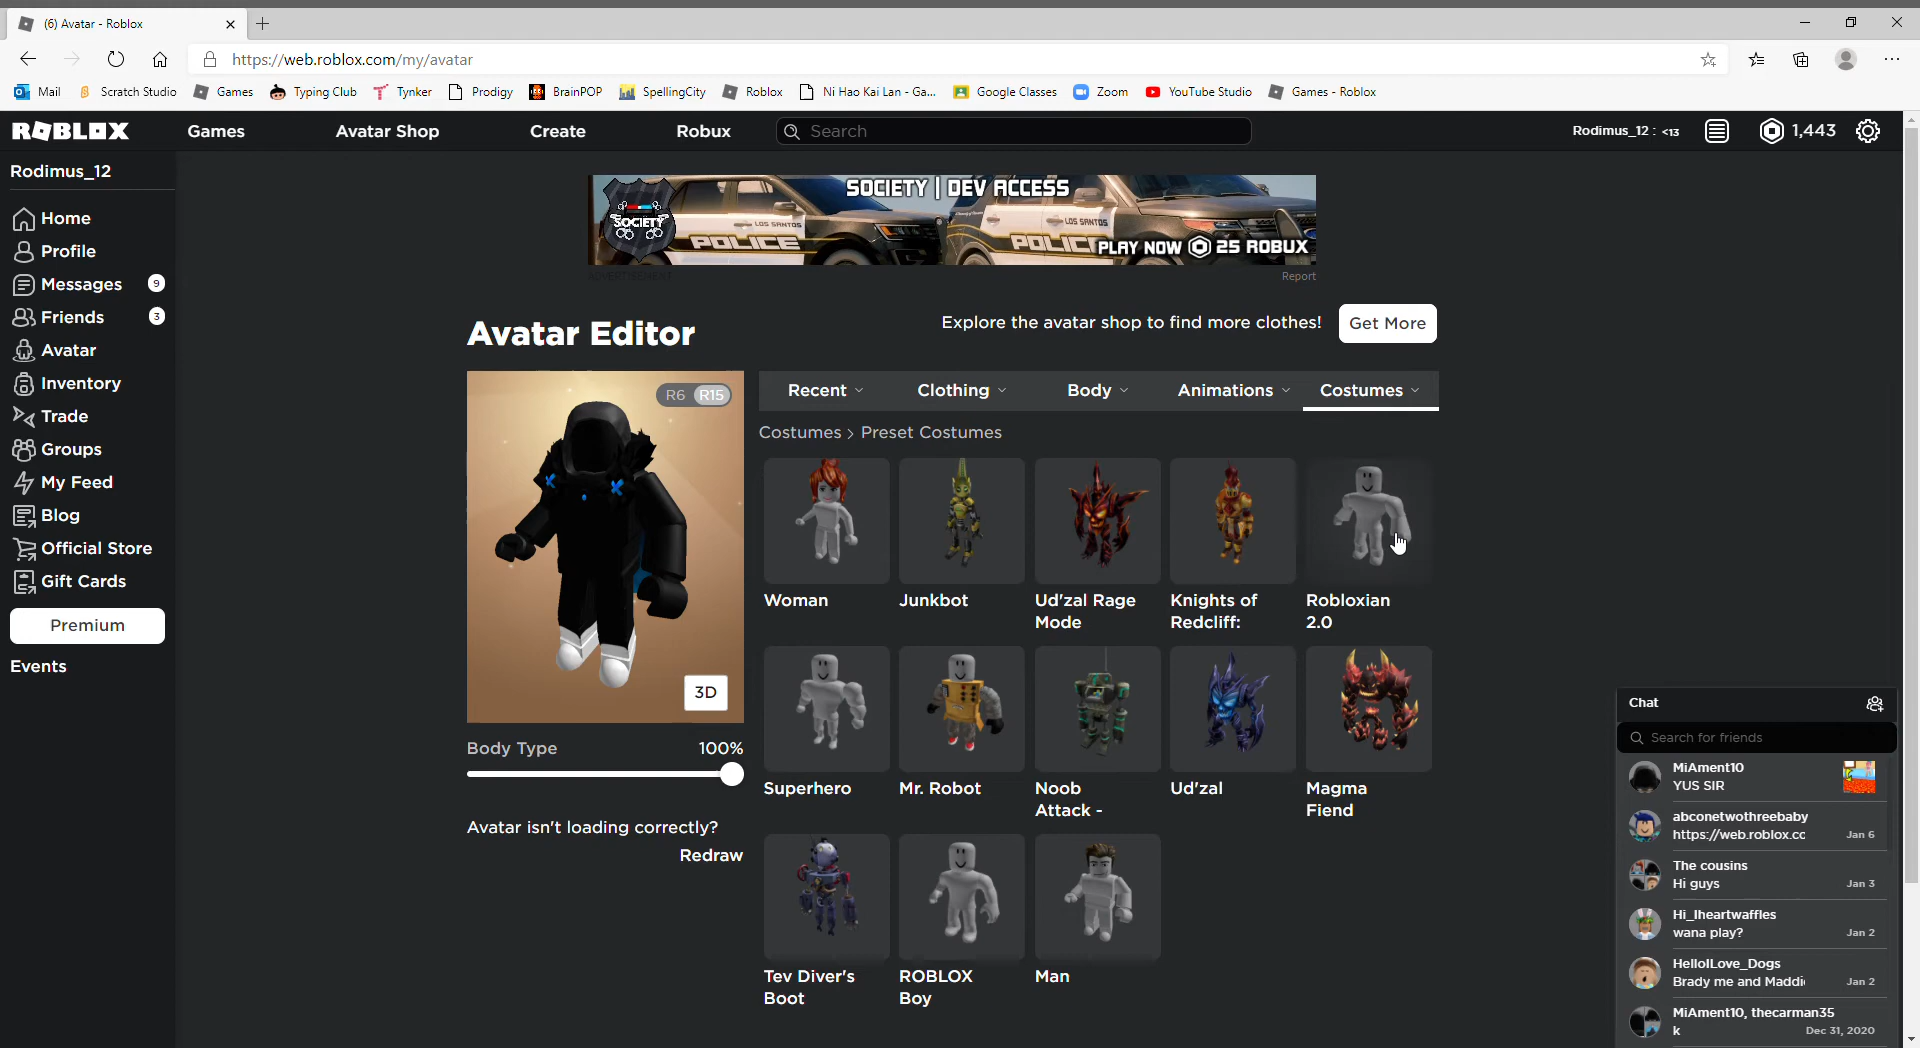 (6) Avatar - Roblox
https://web.roblox.com/my/avatar
Mail
Scratch Studio
Games
Typing Club
Tynker
Prodigy
BrainPOP
SpellingCity
Roblox
Ni Hao Kai Lan - Ga...
Google Classes
Zoom
YouTube Studio
Games - Roblox
ROBLOX
Games
Avatar Shop
Create
Robux
Search
Rodimus_12 : <13
1,443
Rodimus_12
Home
Profile
Messages 9
Friends 3
Avatar
Inventory
Trade
Groups
My Feed
Blog
Official Store
Gift Cards
Premium
Events
SOCIETY | DEV ACCESS
SOCIETY
LOS SANTOS
POLICE
LOS SANTOS
POLIC
PLAY NOW 25 ROBUX
ADVERTISEMENT
Report
Avatar Editor
Explore the avatar shop to find more clothes!
Get More
R6 R15
3D
Body Type 100%
Avatar isn't loading correctly?
Redraw
Recent
Clothing
Body
Animations
Costumes
Costumes > Preset Costumes
Woman
Junkbot
Ud'zal Rage
Mode
Knights of
Redcliff:
Robloxian
2.0
Superhero
Mr. Robot
Noob
Attack -
Ud'zal
Magma
Fiend
Tev Diver's
Boot
ROBLOX
Boy
Man
Chat
Search for friends
MiAment10
YUS SIR
abconetwothreebaby
https://web.roblox.cc Jan 6
The cousins
Hi guys Jan 3
Hi_Iheartwaffles
wana play? Jan 2
HelloILove_Dogs
Brady me and Maddi Jan 2
MiAment10, thecarman35
k Dec 31, 2020